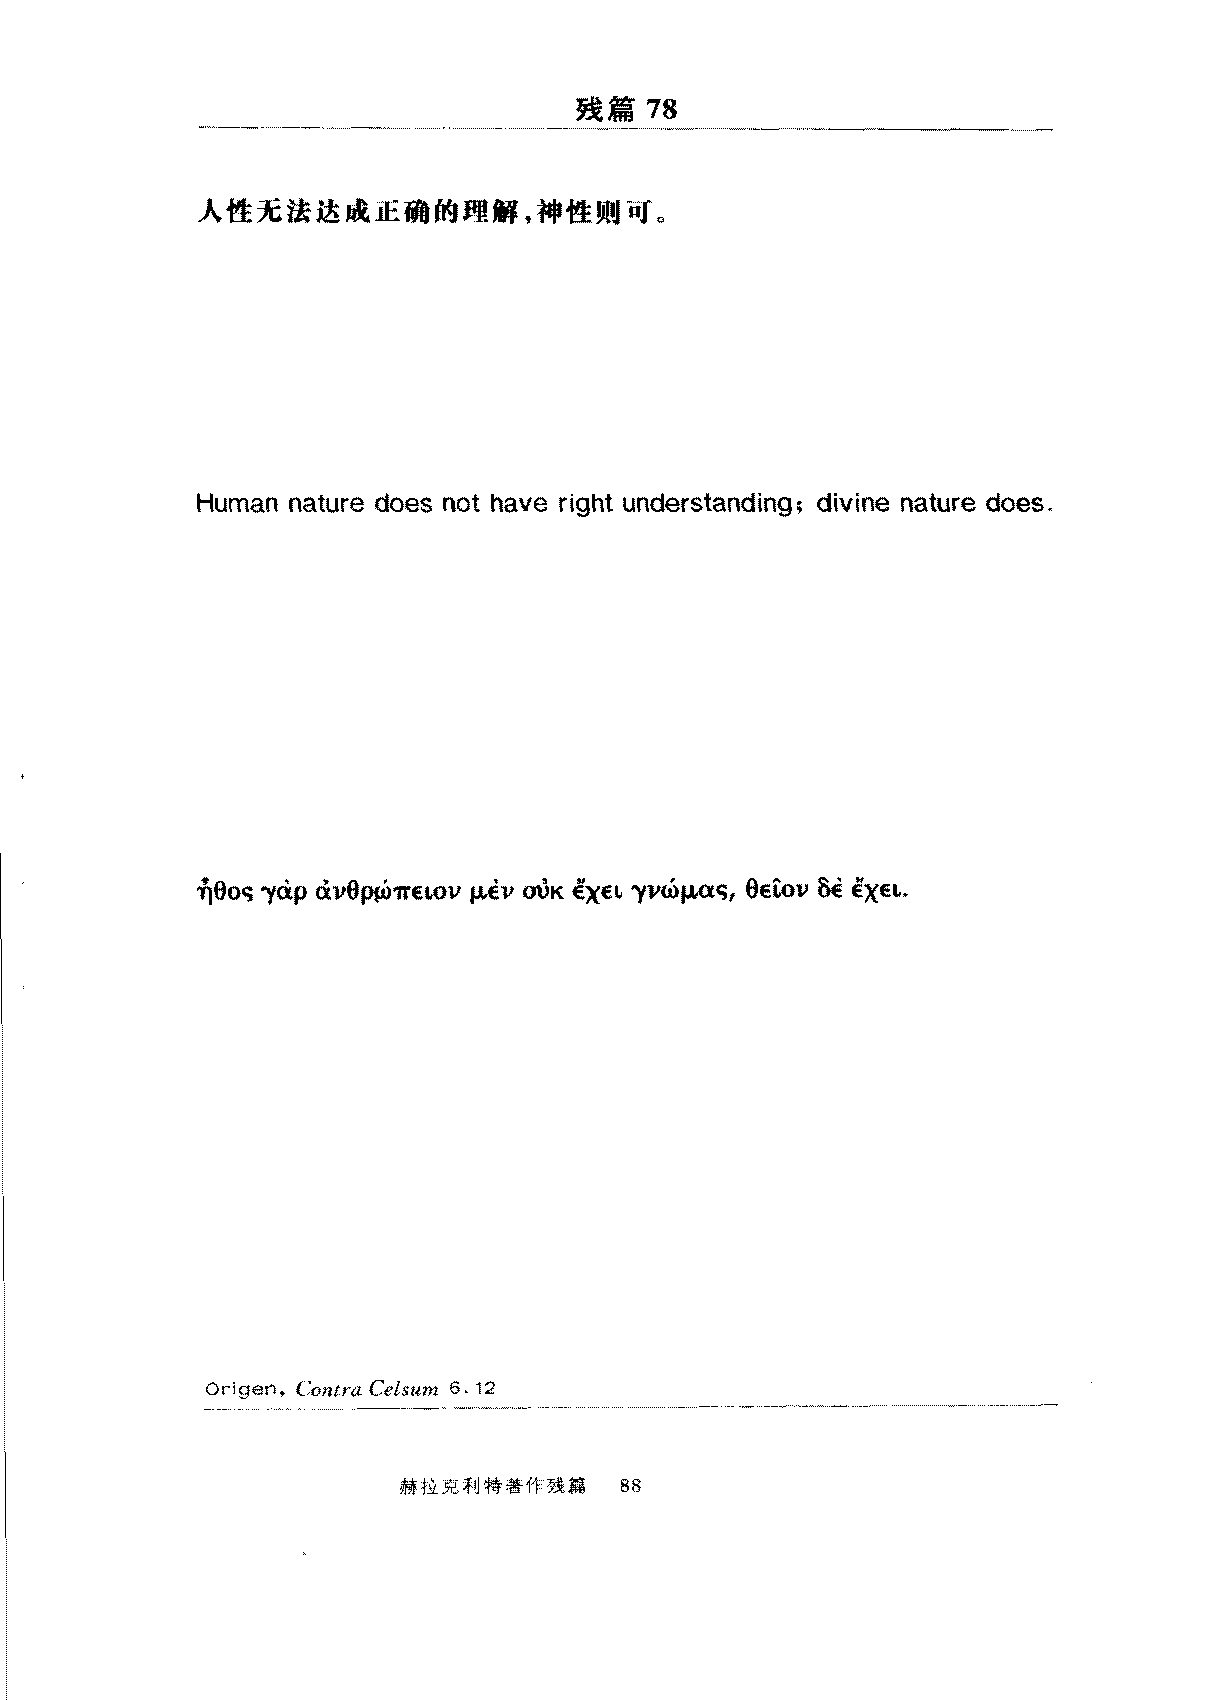 残篇 78
人性无法达成正确的理解,神性则可。
Human nature does not have right understanding; divine nature does.
ἦθος γὰρ ἀνθρώπειον μὲν οὐκ ἔχει γνώμας, θεῖον δὲ ἔχει.
Origen, Contra Celsum 6.12
赫拉克利特著作残篇 88